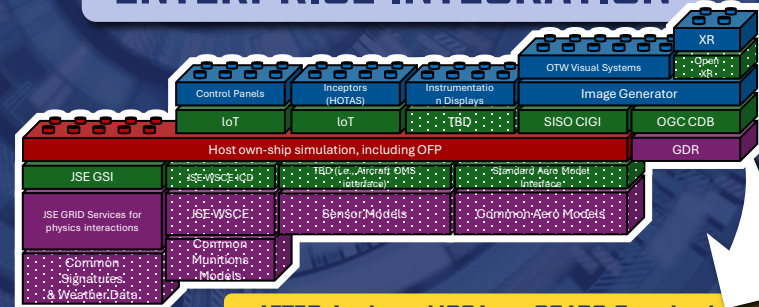 ENTERPRISE INTEGRATION
XR
Open
XR
OTW Visual Systems
Control Panels
Inceptors
(HOTAS)
Instrumentatio
n Displays
Image Generator
IoT
IoT
TBD
SISO CIGI
OGC CDB
Host own-ship simulation, including OFP
GDR
JSE GSI
JSE-WSCE-ICD
TBD (i.e., Aircraft OMS
interface)
Standard Aero Model
Interface
JSE GRID Services for
physics interactions
JSE-WSCE
Sensor Models
Common Aero Models
Common
Munitions
Models
Common
Signatures
& Weather Data